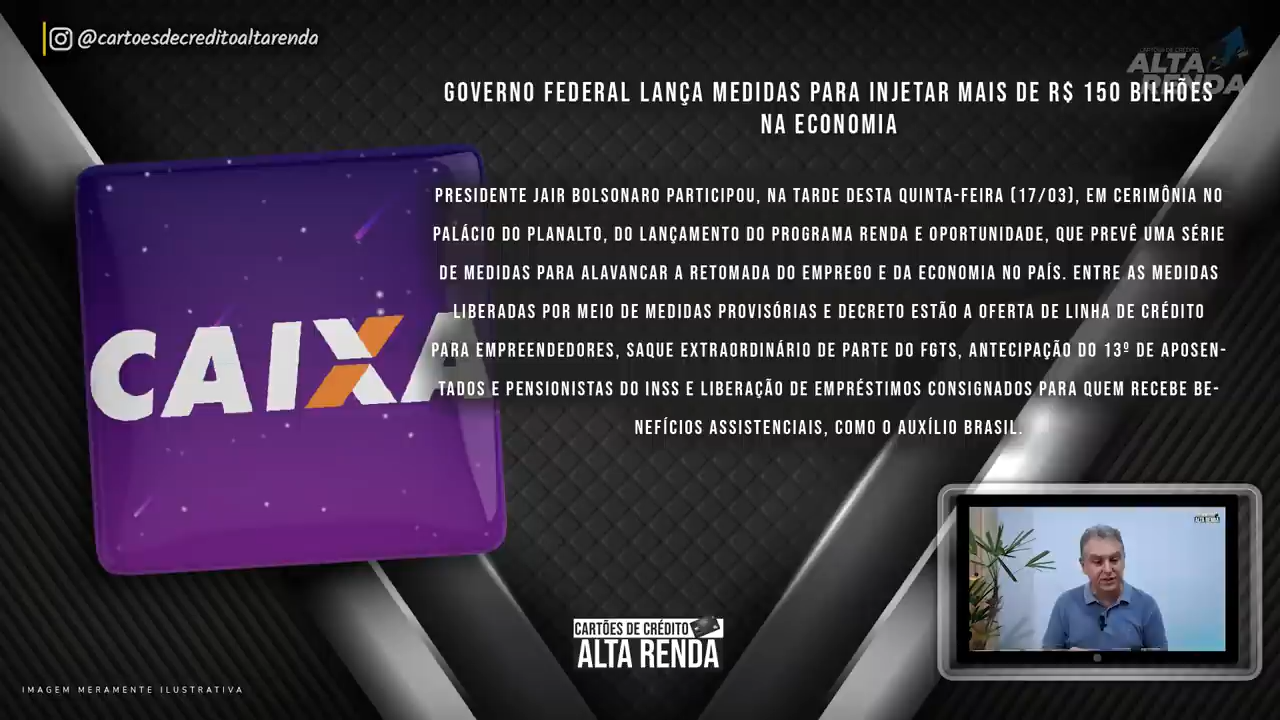 @cartoesdecreditoaltarenda
CARTÕES DE CRÉDITO
ALTA
RENDA
GOVERNO FEDERAL LANÇA MEDIDAS PARA INJETAR MAIS DE R$ 150 BILHÕES
NA ECONOMIA
PRESIDENTE JAIR BOLSONARO PARTICIPOU, NA TARDE DESTA QUINTA-FEIRA (17/03), EM CERIMÔNIA NO
PALÁCIO DO PLANALTO, DO LANÇAMENTO DO PROGRAMA RENDA E OPORTUNIDADE, QUE PREVÊ UMA SÉRIE
DE MEDIDAS PARA ALAVANCAR A RETOMADA DO EMPREGO E DA ECONOMIA NO PAÍS. ENTRE AS MEDIDAS
LIBERADAS POR MEIO DE MEDIDAS PROVISÓRIAS E DECRETO ESTÃO A OFERTA DE LINHA DE CRÉDITO
PARA EMPREENDEDORES, SAQUE EXTRAORDINÁRIO DE PARTE DO FGTS, ANTECIPAÇÃO DO 13º DE APOSEN-
TADOS E PENSIONISTAS DO INSS E LIBERAÇÃO DE EMPRÉSTIMOS CONSIGNADOS PARA QUEM RECEBE BE-
NEFÍCIOS ASSISTENCIAIS, COMO O AUXÍLIO BRASIL.
CAIXA
ALTA RENDA
CARTÕES DE CRÉDITO
ALTA RENDA
IMAGEM MERAMENTE ILUSTRATIVA